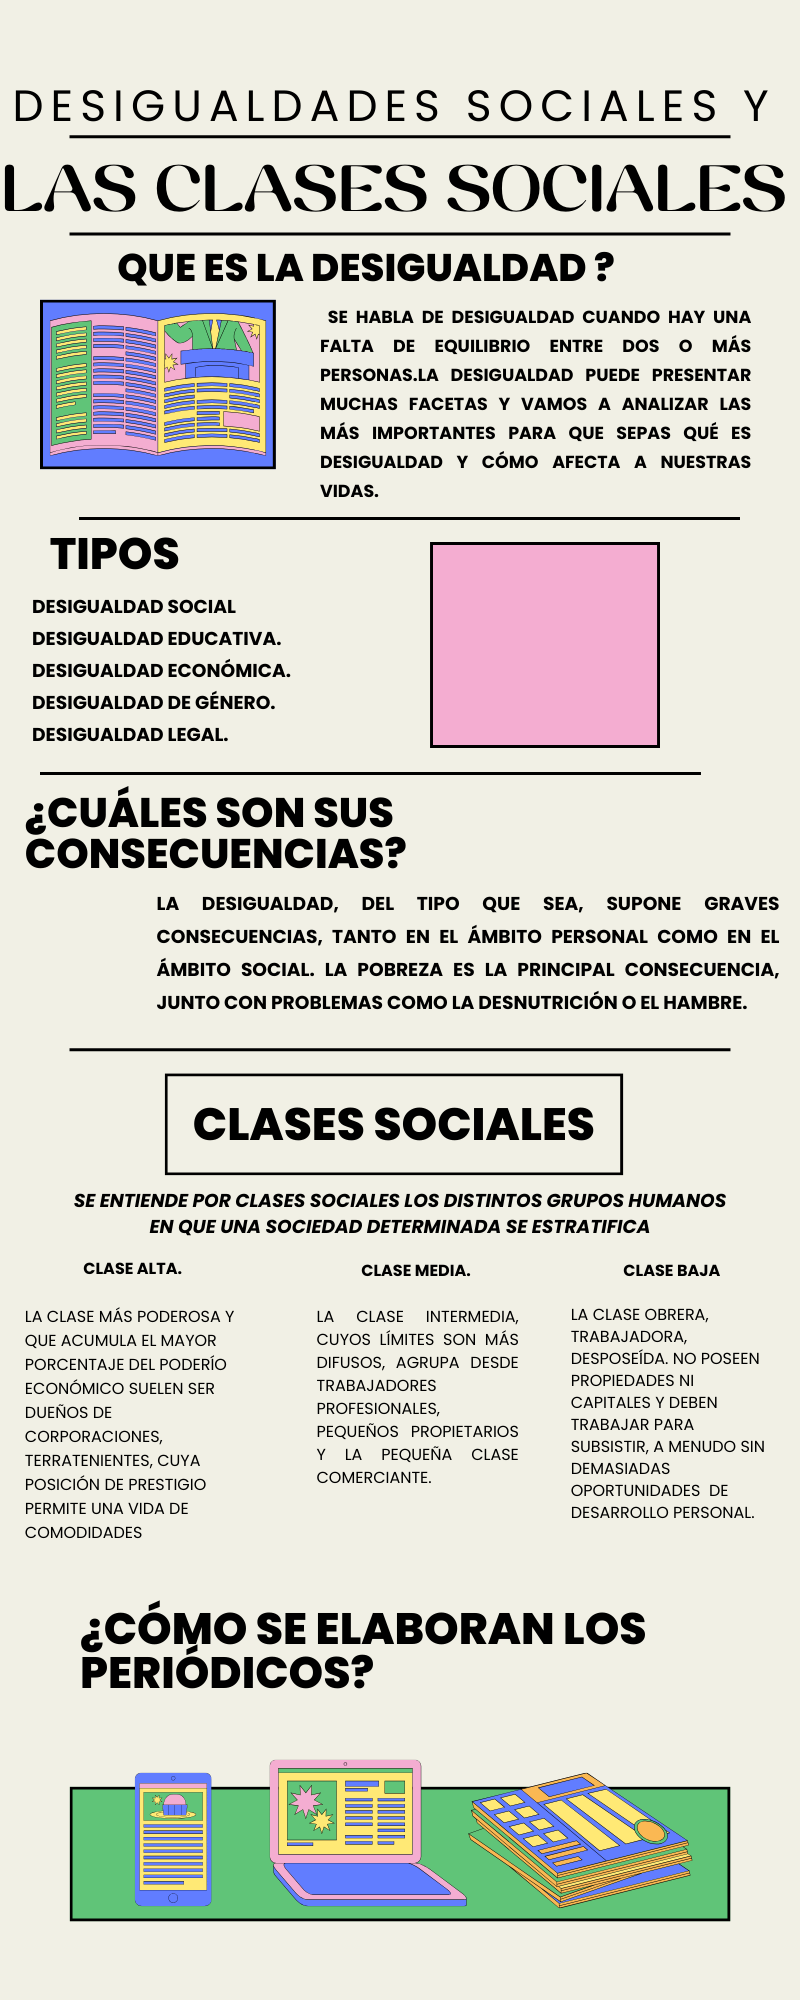 DESIGUALDADES SOCIALES Y
LAS CLASES SOCIALES
QUE ES LA DESIGUALDAD ?
SE HABLA DE DESIGUALDAD CUANDO HAY UNA
FALTA DE EQUILIBRIO ENTRE DOS O MÁS
PERSONAS.LA DESIGUALDAD PUEDE PRESENTAR
MUCHAS FACETAS Y VAMOS A ANALIZAR LAS
MÁS IMPORTANTES PARA QUE SEPAS QUÉ ES
DESIGUALDAD Y CÓMO AFECTA A NUESTRAS
VIDAS.
TIPOS
DESIGUALDAD SOCIAL
DESIGUALDAD EDUCATIVA.
DESIGUALDAD ECONÓMICA.
DESIGUALDAD DE GÉNERO.
DESIGUALDAD LEGAL.
¿CUÁLES SON SUS
CONSECUENCIAS?
LA DESIGUALDAD, DEL TIPO QUE SEA, SUPONE GRAVES
CONSECUENCIAS, TANTO EN EL ÁMBITO PERSONAL COMO EN EL
ÁMBITO SOCIAL. LA POBREZA ES LA PRINCIPAL CONSECUENCIA,
JUNTO CON PROBLEMAS COMO LA DESNUTRICIÓN O EL HAMBRE.
CLASES SOCIALES
SE ENTIENDE POR CLASES SOCIALES LOS DISTINTOS GRUPOS HUMANOS
EN QUE UNA SOCIEDAD DETERMINADA SE ESTRATIFICA
CLASE ALTA.
LA CLASE MÁS PODEROSA Y
QUE ACUMULA EL MAYOR
PORCENTAJE DEL PODERÍO
ECONÓMICO SUELEN SER
DUEÑOS DE
CORPORACIONES,
TERRATENIENTES, CUYA
POSICIÓN DE PRESTIGIO
PERMITE UNA VIDA DE
COMODIDADES
CLASE MEDIA.
LA CLASE INTERMEDIA,
CUYOS LÍMITES SON MÁS
DIFUSOS, AGRUPA DESDE
TRABAJADORES
PROFESIONALES,
PEQUEÑOS PROPIETARIOS
Y LA PEQUEÑA CLASE
COMERCIANTE.
CLASE BAJA
LA CLASE OBRERA,
TRABAJADORA,
DESPOSEÍDA. NO POSEEN
PROPIEDADES NI
CAPITALES Y DEBEN
TRABAJAR PARA
SUBSISTIR, A MENUDO SIN
DEMASIADAS
OPORTUNIDADES DE
DESARROLLO PERSONAL.
¿CÓMO SE ELABORAN LOS
PERIÓDICOS?